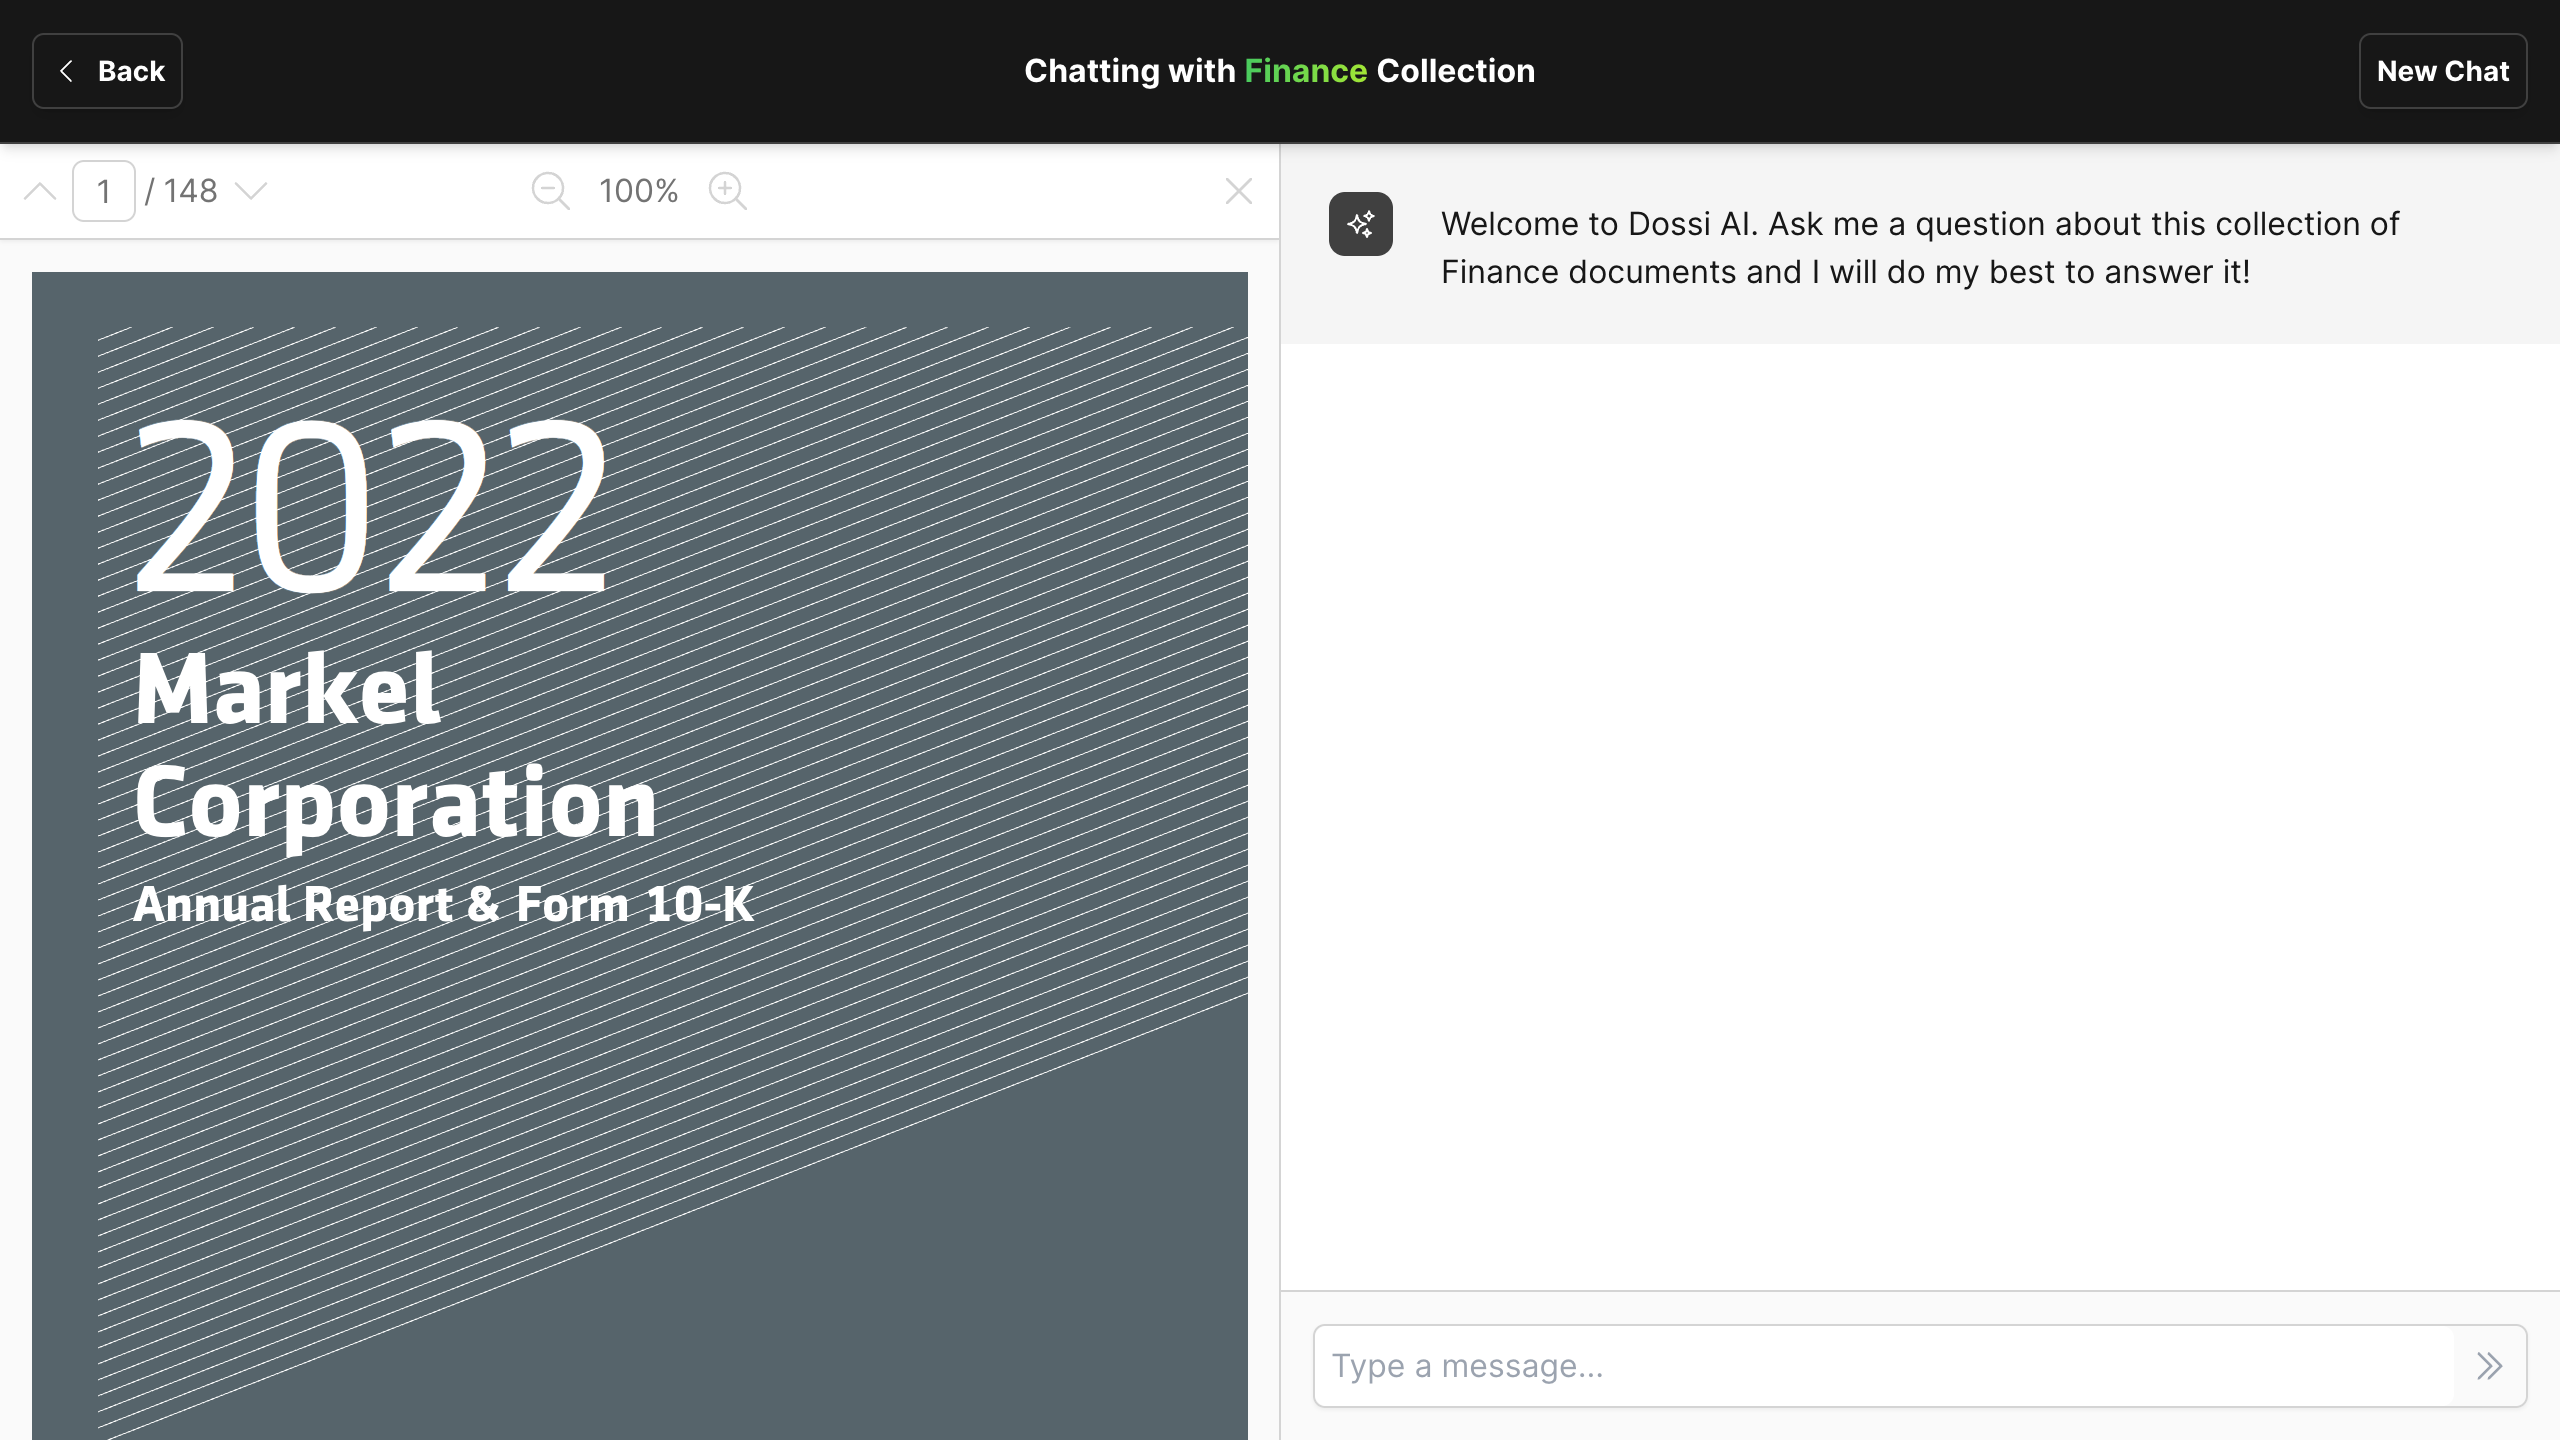 Back
Chatting with Finance Collection
New Chat
1 / 148
100%
2022
Markel
Corporation
Annual Report & Form 10-K
Welcome to Dossi AI. Ask me a question about this collection of
Finance documents and I will do my best to answer it!
Type a message...